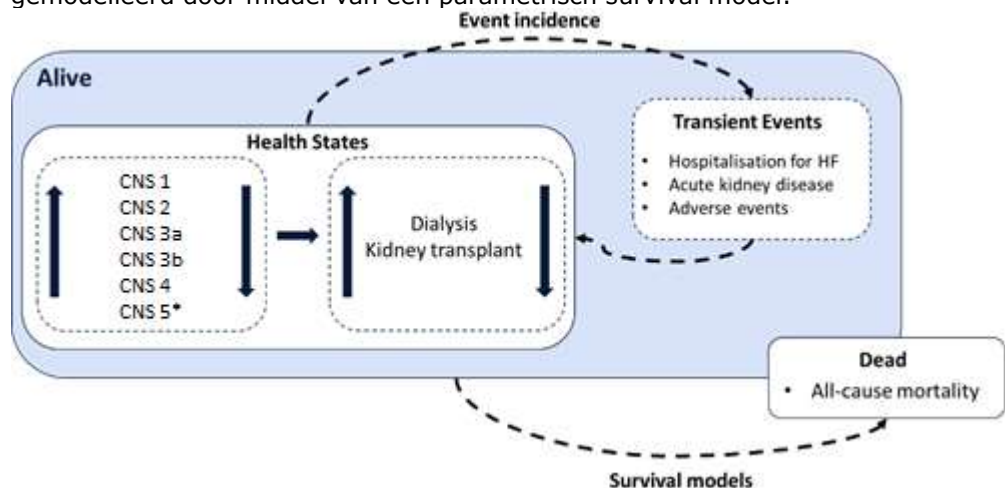 gemodelleerd door middel van een parametrisch survival model.
Event incidence
Alive
Health States
CNS 1
CNS 2
CNS 3a
CNS 3b
CNS 4
CNS 5*
Dialysis
Kidney transplant
Transient Events
• Hospitalisation for HF
• Acute kidney disease
• Adverse events
Dead
• All-cause mortality
Survival models